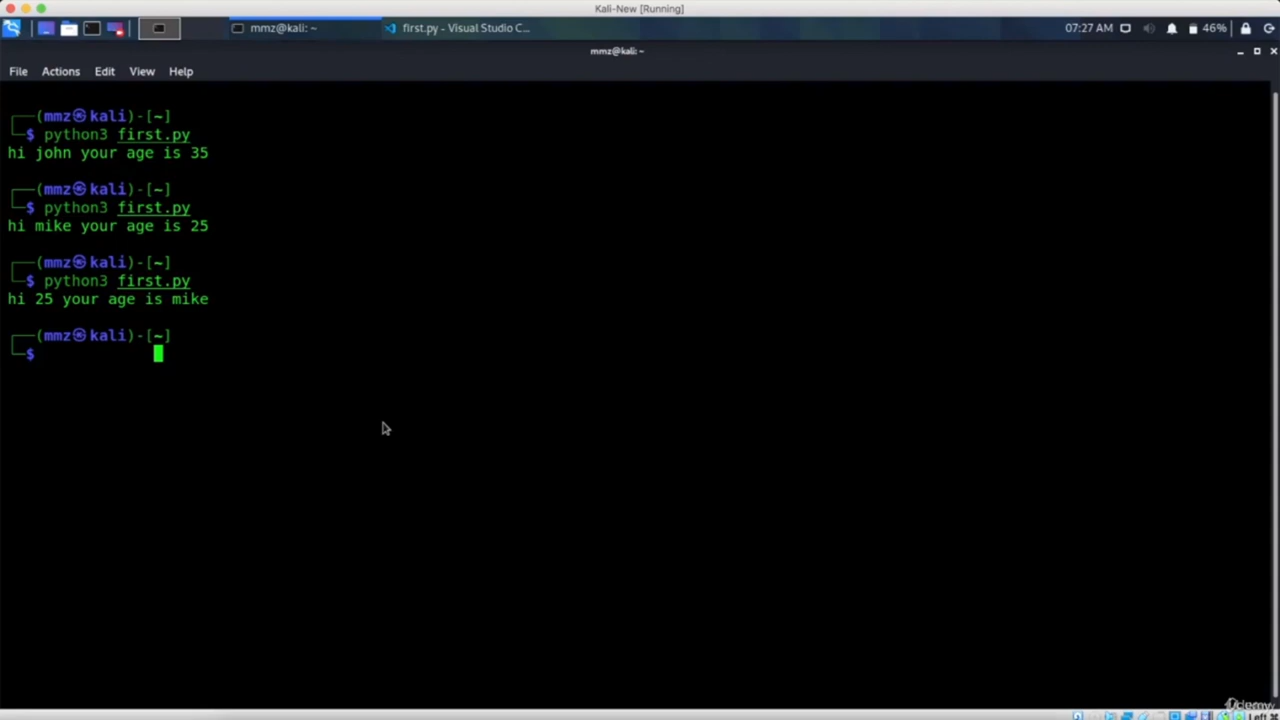 Kali-New [Running]
mmz@kali: ~
first.py - Visual Studio C...
07:27 AM
46%
mmz@kali: ~
File Actions Edit View Help
(mmz㉿kali)-[~]
$ python3 first.py
hi john your age is 35
(mmz㉿kali)-[~]
$ python3 first.py
hi mike your age is 25
(mmz㉿kali)-[~]
$ python3 first.py
hi 25 your age is mike
(mmz㉿kali)-[~]
$
Udemy
Left ⌘